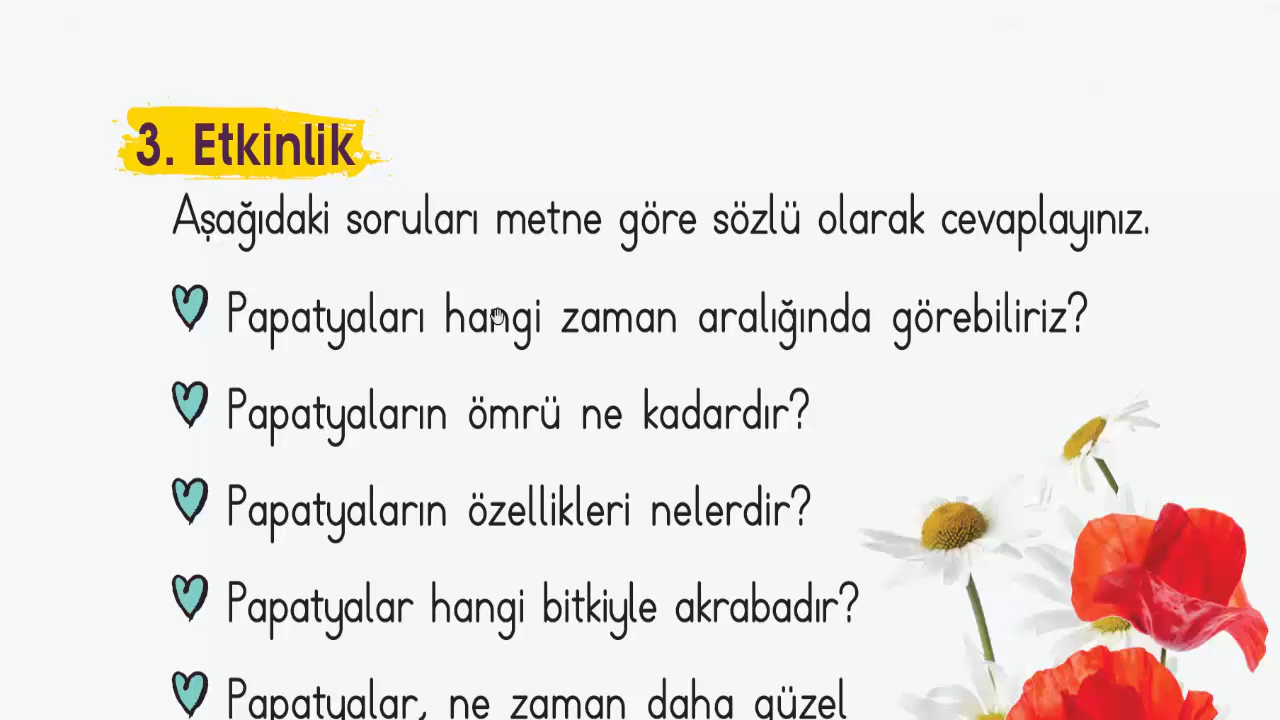 3. Etkinlik
Aşağıdaki soruları metne göre sözlü olarak cevaplayınız.
Papatyaları hangi zaman aralığında görebiliriz?
Papatyaların ömrü ne kadardır?
Papatyaların özellikleri nelerdir?
Papatyalar hangi bitkiyle akrabadır?
Papatyalar, ne zaman daha güzel